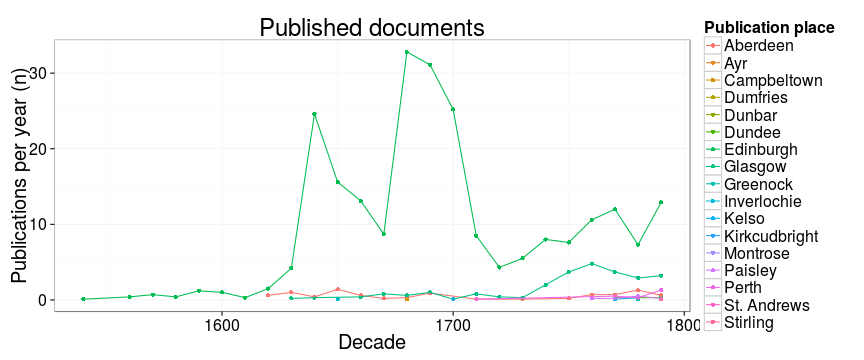 Published documents
Publications per year (n)
30
20
10
0
1600
1700
1800
Decade
Publication place
Aberdeen
Ayr
Campbeltown
Dumfries
Dunbar
Dundee
Edinburgh
Glasgow
Greenock
Inverlochie
Kelso
Kirkcudbright
Montrose
Paisley
Perth
St. Andrews
Stirling